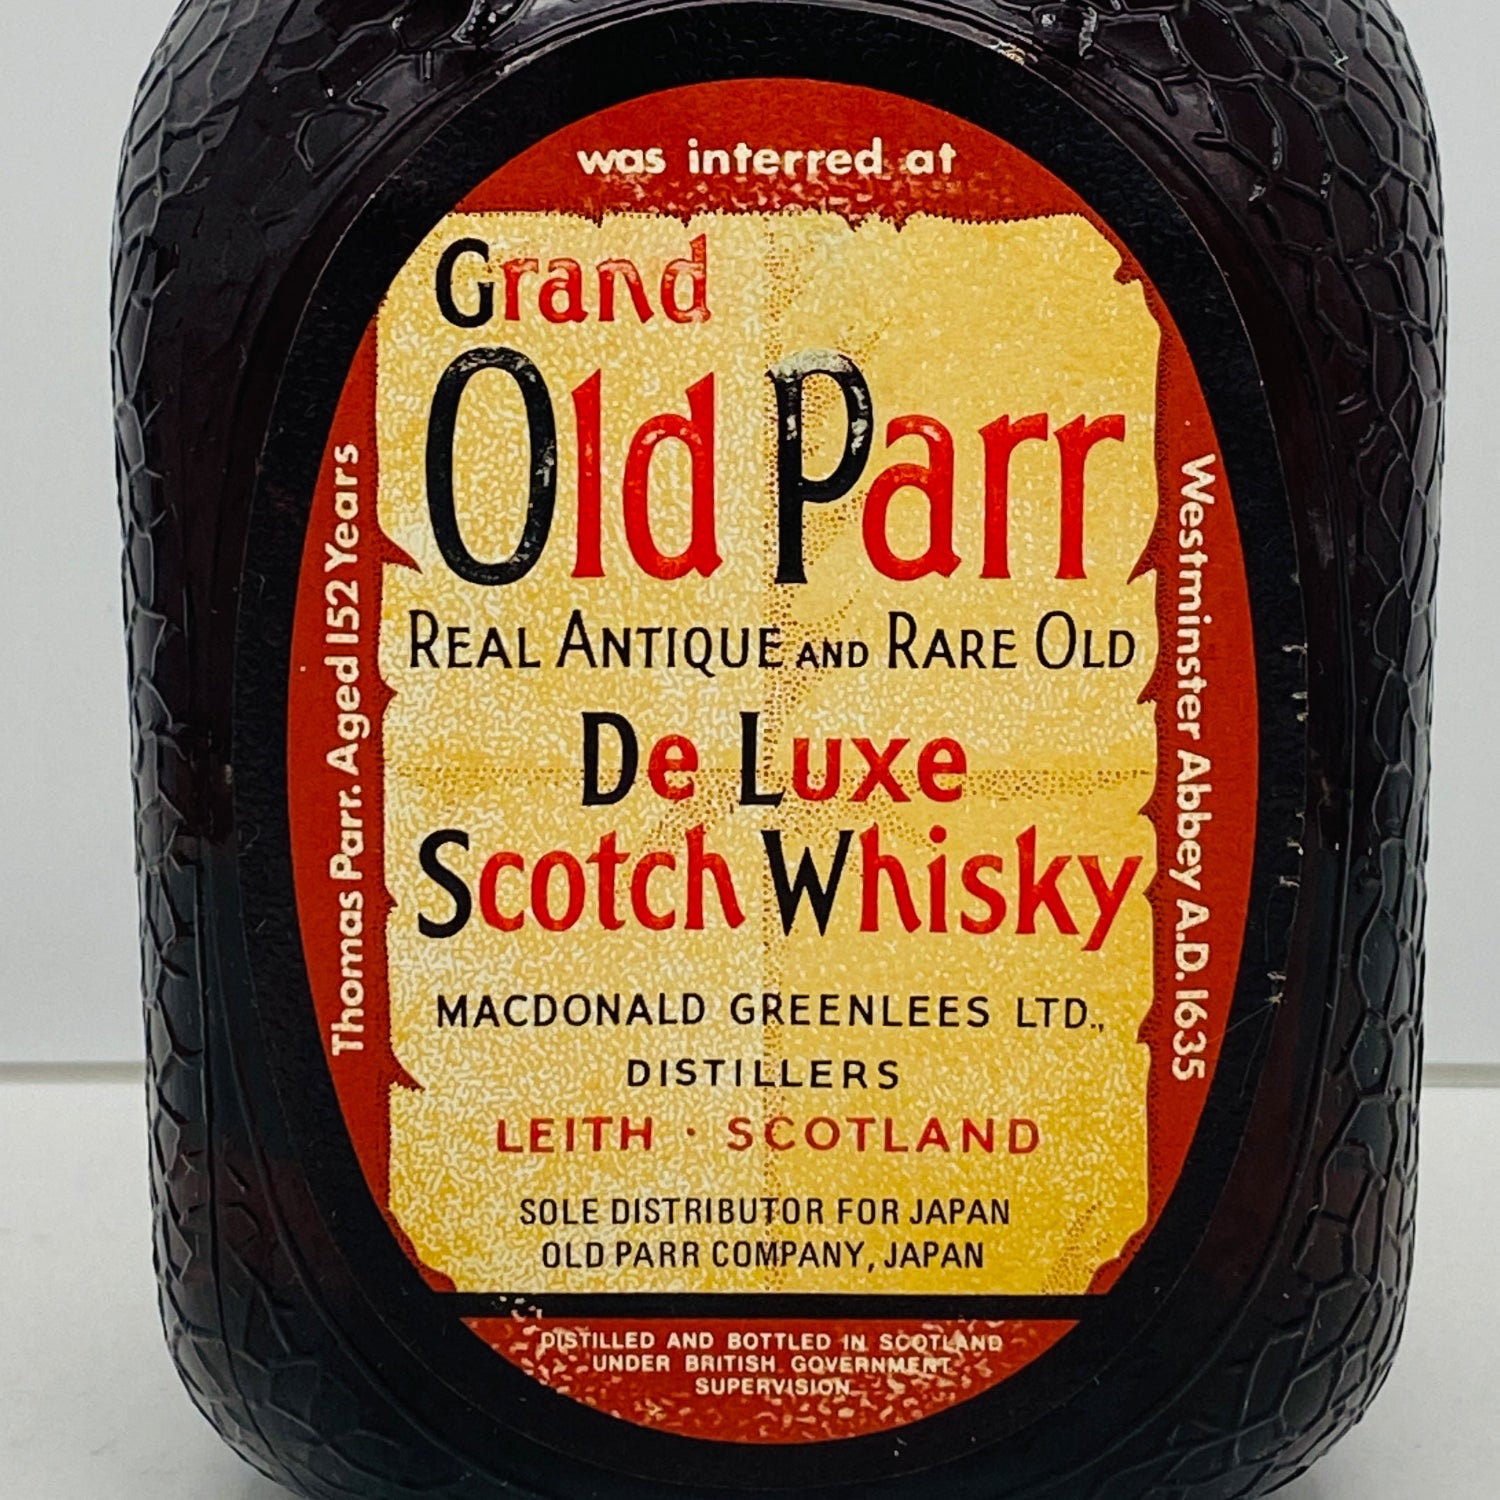 Thomas Parr. Aged 152 Years
was interred at
Westminster Abbey A.D. 1635
Grand
Old Parr
REAL ANTIQUE AND RARE OLD
De Luxe
Scotch Whisky
MACDONALD GREENLEES LTD.,
DISTILLERS
LEITH · SCOTLAND
SOLE DISTRIBUTOR FOR JAPAN
OLD PARR COMPANY, JAPAN
DISTILLED AND BOTTLED IN SCOTLAND
UNDER BRITISH GOVERNMENT
SUPERVISION